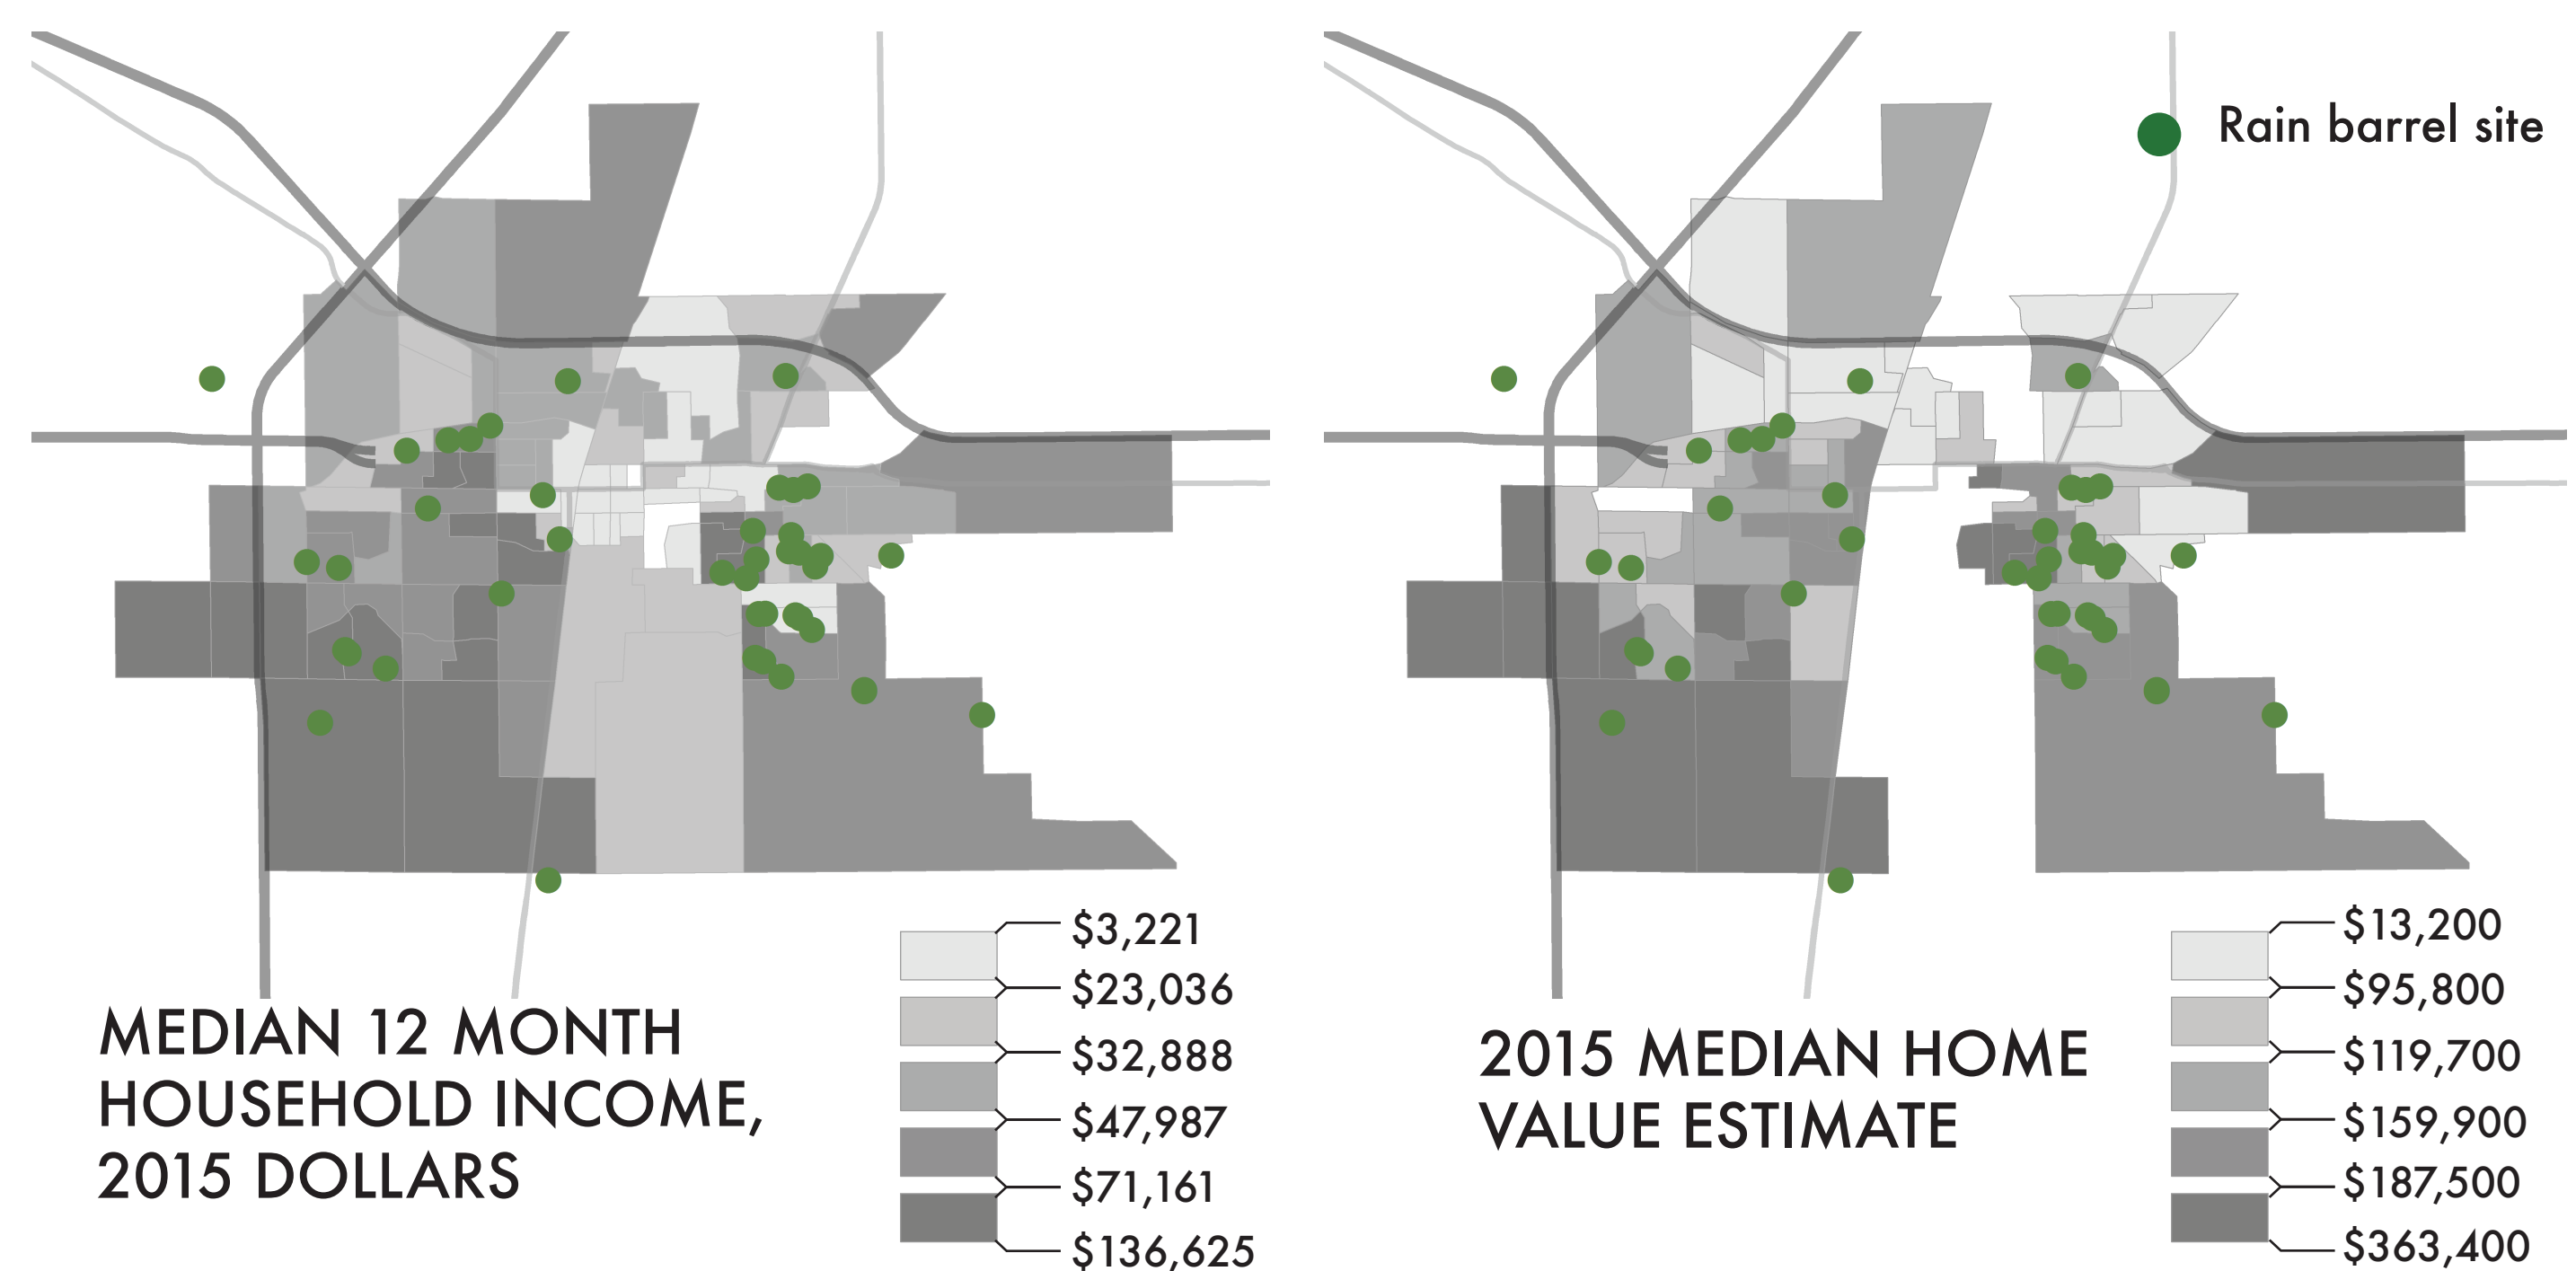 Rain barrel site
MEDIAN 12 MONTH
HOUSEHOLD INCOME,
2015 DOLLARS
$3,221
$23,036
$32,888
$47,987
$71,161
$136,625
2015 MEDIAN HOME
VALUE ESTIMATE
$13,200
$95,800
$119,700
$159,900
$187,500
$363,400